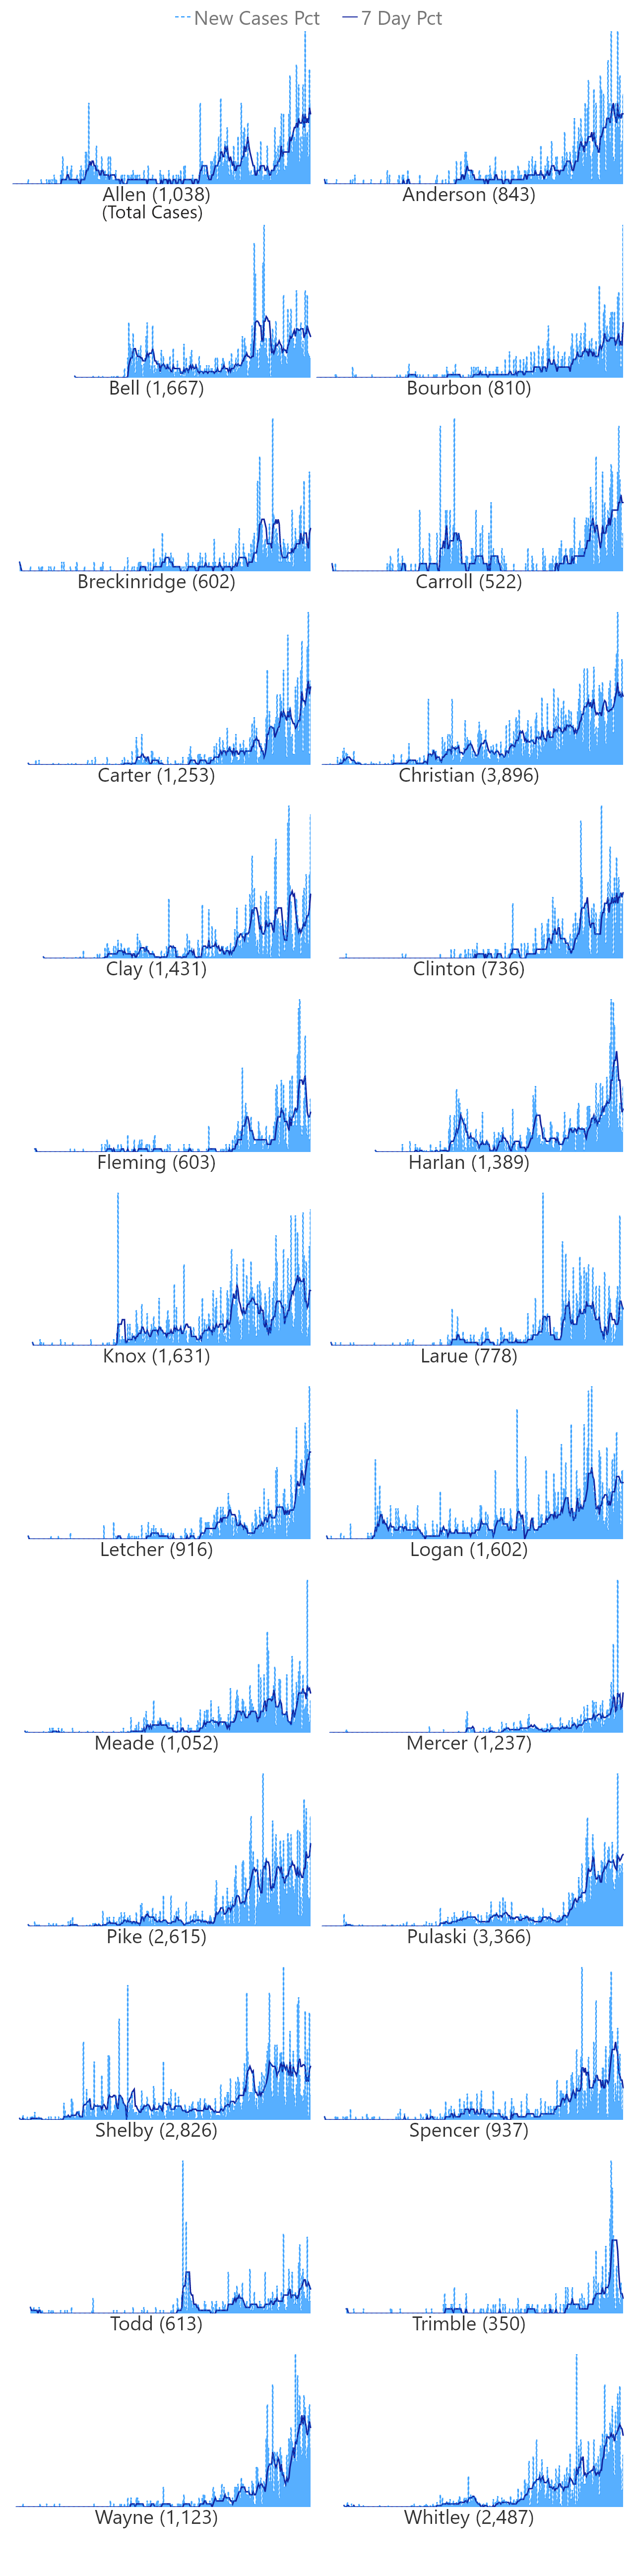 New Cases Pct 7 Day Pct
Allen (1,038) Anderson (843)
(Total Cases)
Bell (1,667) Bourbon (810)
Breckinridge (602) Carroll (522)
Carter (1,253) Christian (3,896)
Clay (1,431) Clinton (736)
Fleming (603) Harlan (1,389)
Knox (1,631) Larue (778)
Letcher (916) Logan (1,602)
Meade (1,052) Mercer (1,237)
Pike (2,615) Pulaski (3,366)
Shelby (2,826) Spencer (937)
Todd (613) Trimble (350)
Wayne (1,123) Whitley (2,487)